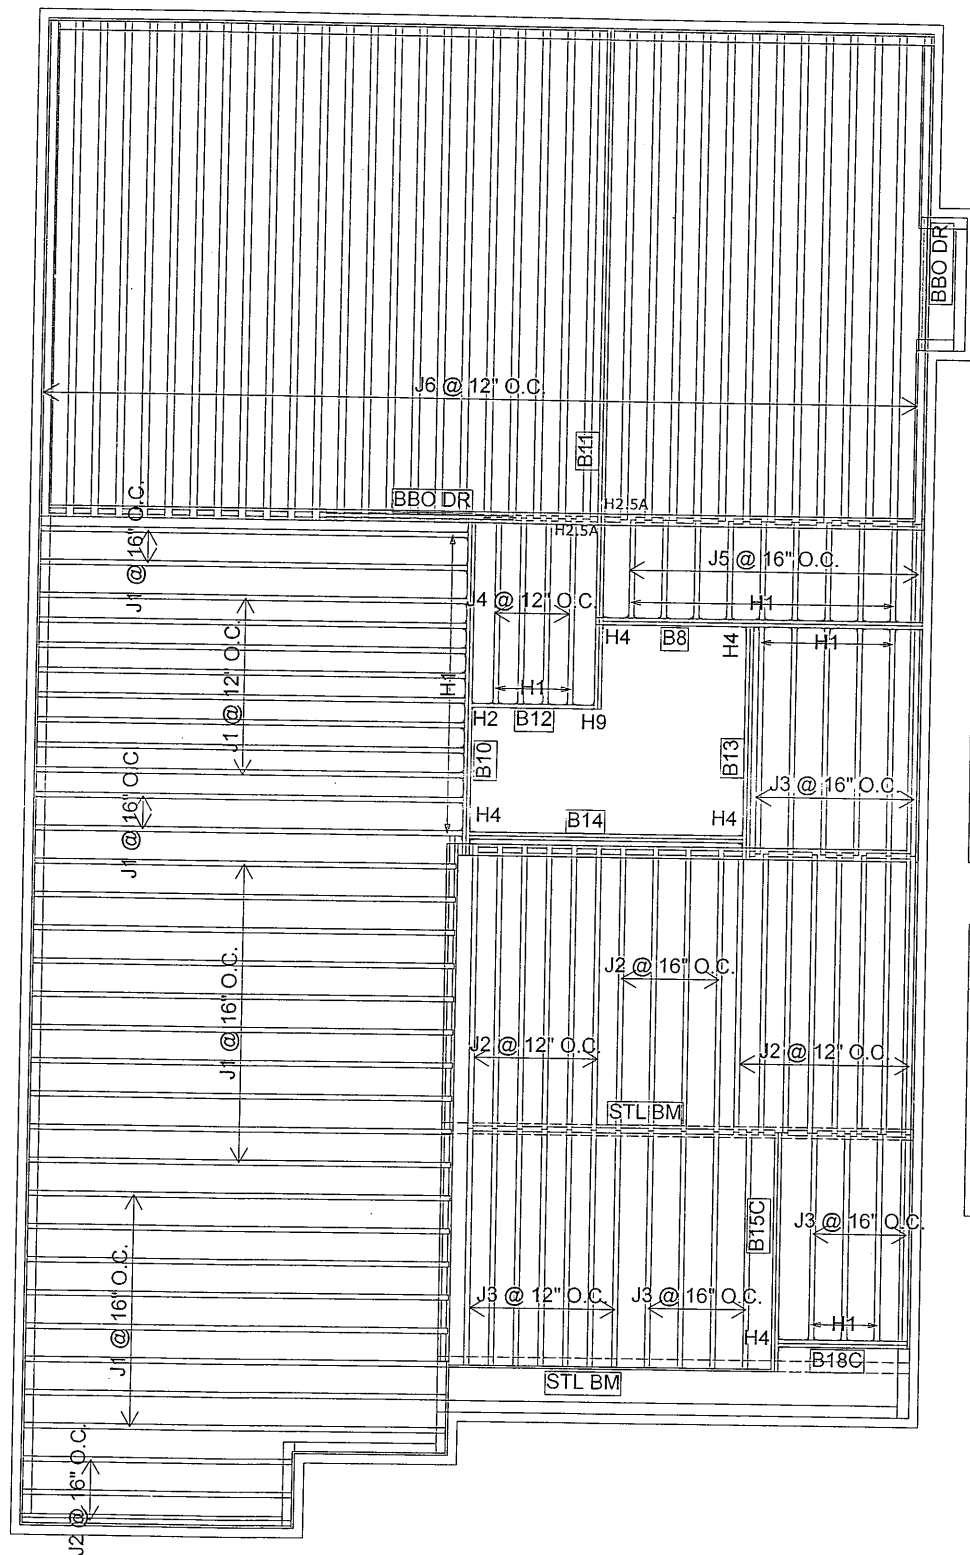 BBO DR
J6 @ 12" O.C.
B11
BBO DR
H2.5A
H2.5A
J1 @ 16" O.C.
J5 @ 16" O.C.
J4 @ 12" O.C.
H1
H4
B8
H4
H1
J1 @ 12" O.C.
H1
H1
H2
B12
H9
B10
B13
J1 @ 16" O.C.
J3 @ 16" O.C.
H4
B14
H4
J1 @ 16" O.C.
J2 @ 16" O.C.
J2 @ 12" O.C.
J2 @ 12" O.C.
STL BM
B15C
J3 @ 16" O.C.
J1 @ 16" O.C.
J3 @ 12" O.C.
J3 @ 16" O.C.
H4
H1
B18C
STL BM
J2 @ 16" O.C.